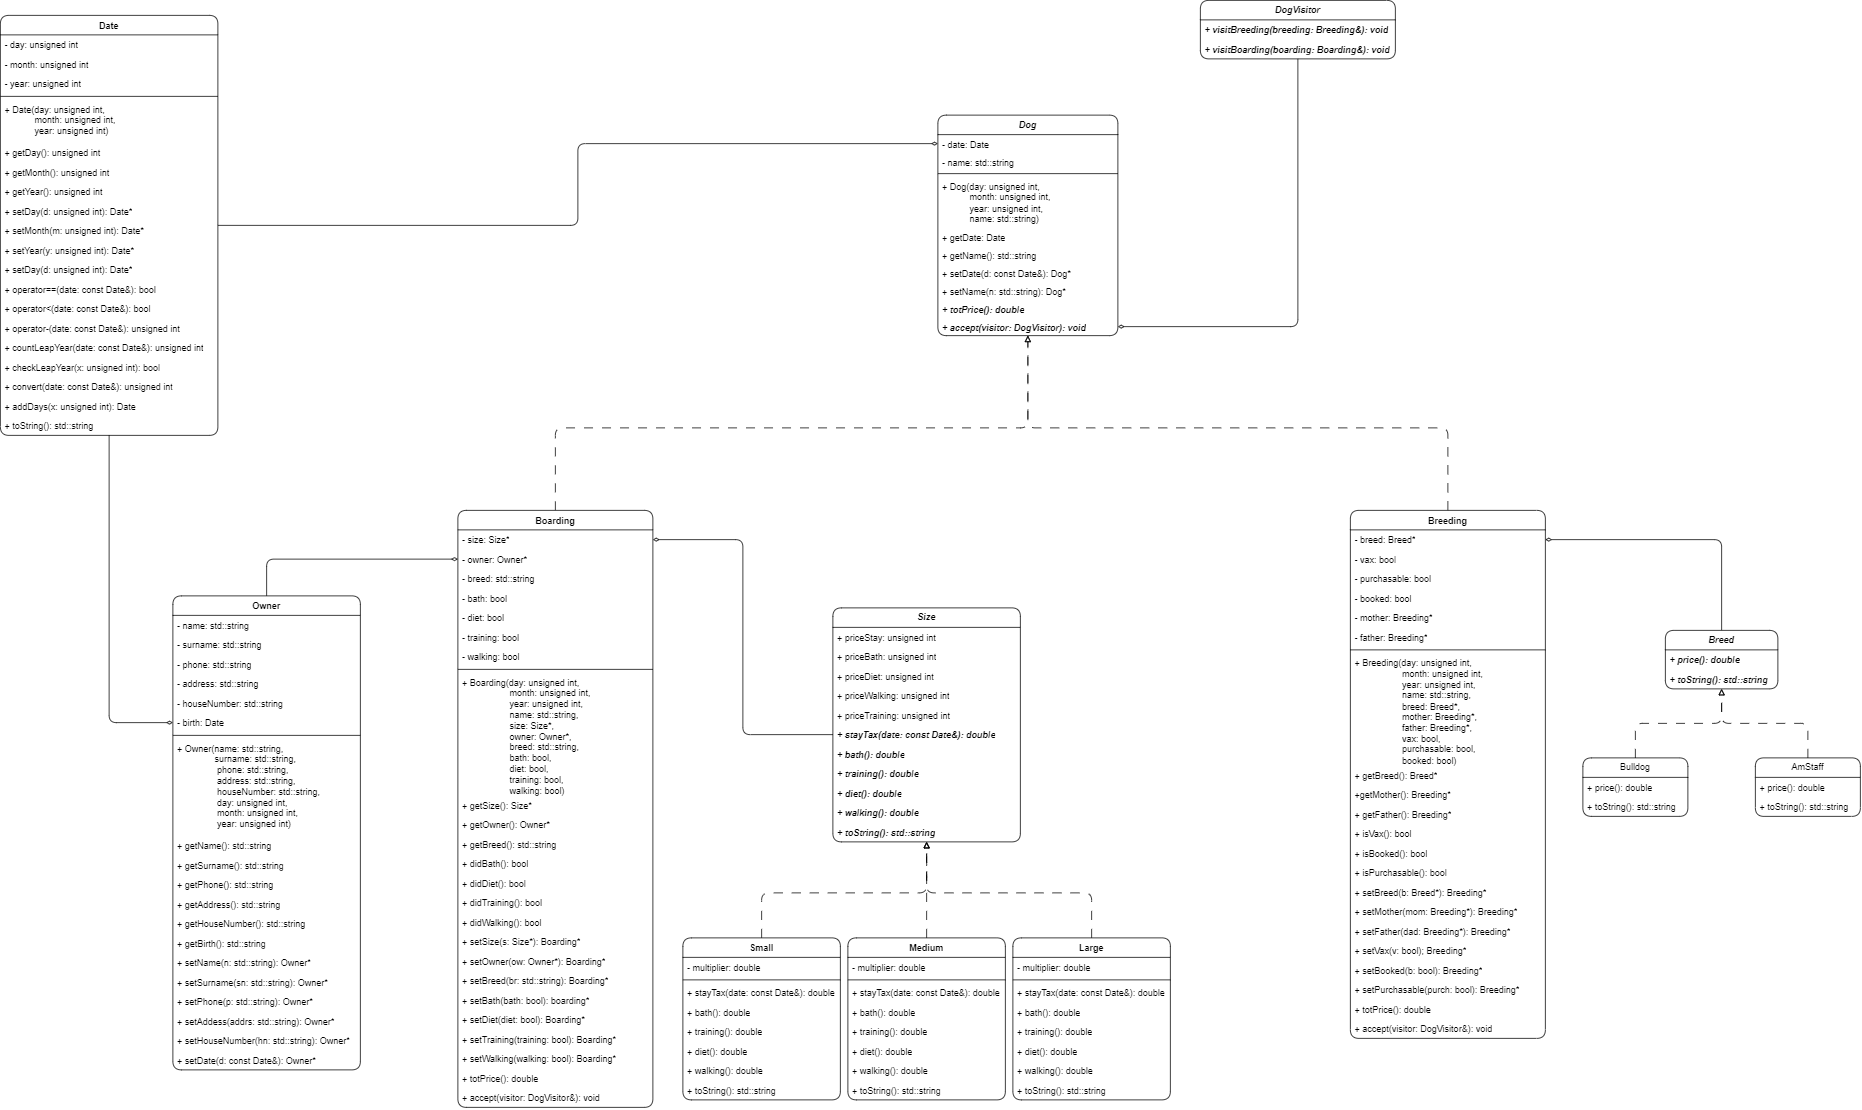 Date
- day: unsigned int
- month: unsigned int
- year: unsigned int
+ Date(day: unsigned int,
month: unsigned int,
year: unsigned int)
+ getDay(): unsigned int
+ getMonth(): unsigned int
+ getYear(): unsigned int
+ setDay(d: unsigned int): Date*
+ setMonth(m: unsigned int): Date*
+ setYear(y: unsigned int): Date*
+ setDay(d: unsigned int): Date*
+ operator==(date: const Date&): bool
+ operator<(date: const Date&): bool
+ operator-(date: const Date&): unsigned int
+ countLeapYear(date: const Date&): unsigned int
+ checkLeapYear(x: unsigned int): bool
+ convert(date: const Date&): unsigned int
+ addDays(x: unsigned int): Date
+ toString(): std::string
DogVisitor
+ visitBreeding(breeding: Breeding&): void
+ visitBoarding(boarding: Boarding&): void
Dog
- date: Date
- name: std::string
+ Dog(day: unsigned int,
month: unsigned int,
year: unsigned int,
name: std::string)
+ getDate: Date
+ getName(): std::string
+ setDate(d: const Date&): Dog*
+ setName(n: std::string): Dog*
+ totPrice(): double
+ accept(visitor: DogVisitor): void
Owner
- name: std::string
- surname: std::string
- phone: std::string
- address: std::string
- houseNumber: std::string
- birth: Date
+ Owner(name: std::string,
surname: std::string,
phone: std::string,
address: std::string,
houseNumber: std::string,
day: unsigned int,
month: unsigned int,
year: unsigned int)
+ getName(): std::string
+ getSurname(): std::string
+ getPhone(): std::string
+ getAddress(): std::string
+ getHouseNumber(): std::string
+ getBirth(): std::string
+ setName(n: std::string): Owner*
+ setSurname(sn: std::string): Owner*
+ setPhone(p: std::string): Owner*
+ setAddess(addrs: std::string): Owner*
+ setHouseNumber(hn: std::string): Owner*
+ setDate(d: const Date&): Owner*
Boarding
- size: Size*
- owner: Owner*
- breed: std::string
- bath: bool
- diet: bool
- training: bool
- walking: bool
+ Boarding(day: unsigned int,
month: unsigned int,
year: unsigned int,
name: std::string,
size: Size*,
owner: Owner*,
breed: std::string,
bath: bool,
diet: bool,
training: bool,
walking: bool)
+ getSize(): Size*
+ getOwner(): Owner*
+ getBreed(): std::string
+ didBath(): bool
+ didDiet(): bool
+ didTraining(): bool
+ didWalking(): bool
+ setSize(s: Size*): Boarding*
+ setOwner(ow: Owner*): Boarding*
+ setBreed(br: std::string): Boarding*
+ setBath(bath: bool): boarding*
+ setDiet(diet: bool): Boarding*
+ setTraining(training: bool): Boarding*
+ setWalking(walking: bool): Boarding*
+ totPrice(): double
+ accept(visitor: DogVisitor&): void
Size
+ priceStay: unsigned int
+ priceBath: unsigned int
+ priceDiet: unsigned int
+ priceWalking: unsigned int
+ priceTraining: unsigned int
+ stayTax(date: const Date&): double
+ bath(): double
+ training(): double
+ diet(): double
+ walking(): double
+ toString(): std::string
Small
- multiplier: double
+ stayTax(date: const Date&): double
+ bath(): double
+ training(): double
+ diet(): double
+ walking(): double
+ toString(): std::string
Medium
- multiplier: double
+ stayTax(date: const Date&): double
+ bath(): double
+ training(): double
+ diet(): double
+ walking(): double
+ toString(): std::string
Large
- multiplier: double
+ stayTax(date: const Date&): double
+ bath(): double
+ training(): double
+ diet(): double
+ walking(): double
+ toString(): std::string
Breeding
- breed: Breed*
- vax: bool
- purchasable: bool
- booked: bool
- mother: Breeding*
- father: Breeding*
+ Breeding(day: unsigned int,
month: unsigned int,
year: unsigned int,
name: std::string,
breed: Breed*,
mother: Breeding*,
father: Breeding*,
vax: bool,
purchasable: bool,
booked: bool)
+ getBreed(): Breed*
+getMother(): Breeding*
+ getFather(): Breeding*
+ isVax(): bool
+ isBooked(): bool
+ isPurchasable(): bool
+ setBreed(b: Breed*): Breeding*
+ setMother(mom: Breeding*): Breeding*
+ setFather(dad: Breeding*): Breeding*
+ setVax(v: bool); Breeding*
+ setBooked(b: bool): Breeding*
+ setPurchasable(purch: bool): Breeding*
+ totPrice(): double
+ accept(visitor: DogVisitor&): void
Breed
+ price(): double
+ toString(): std::string
Bulldog
+ price(): double
+ toString(): std::string
AmStaff
+ price(): double
+ toString(): std::string